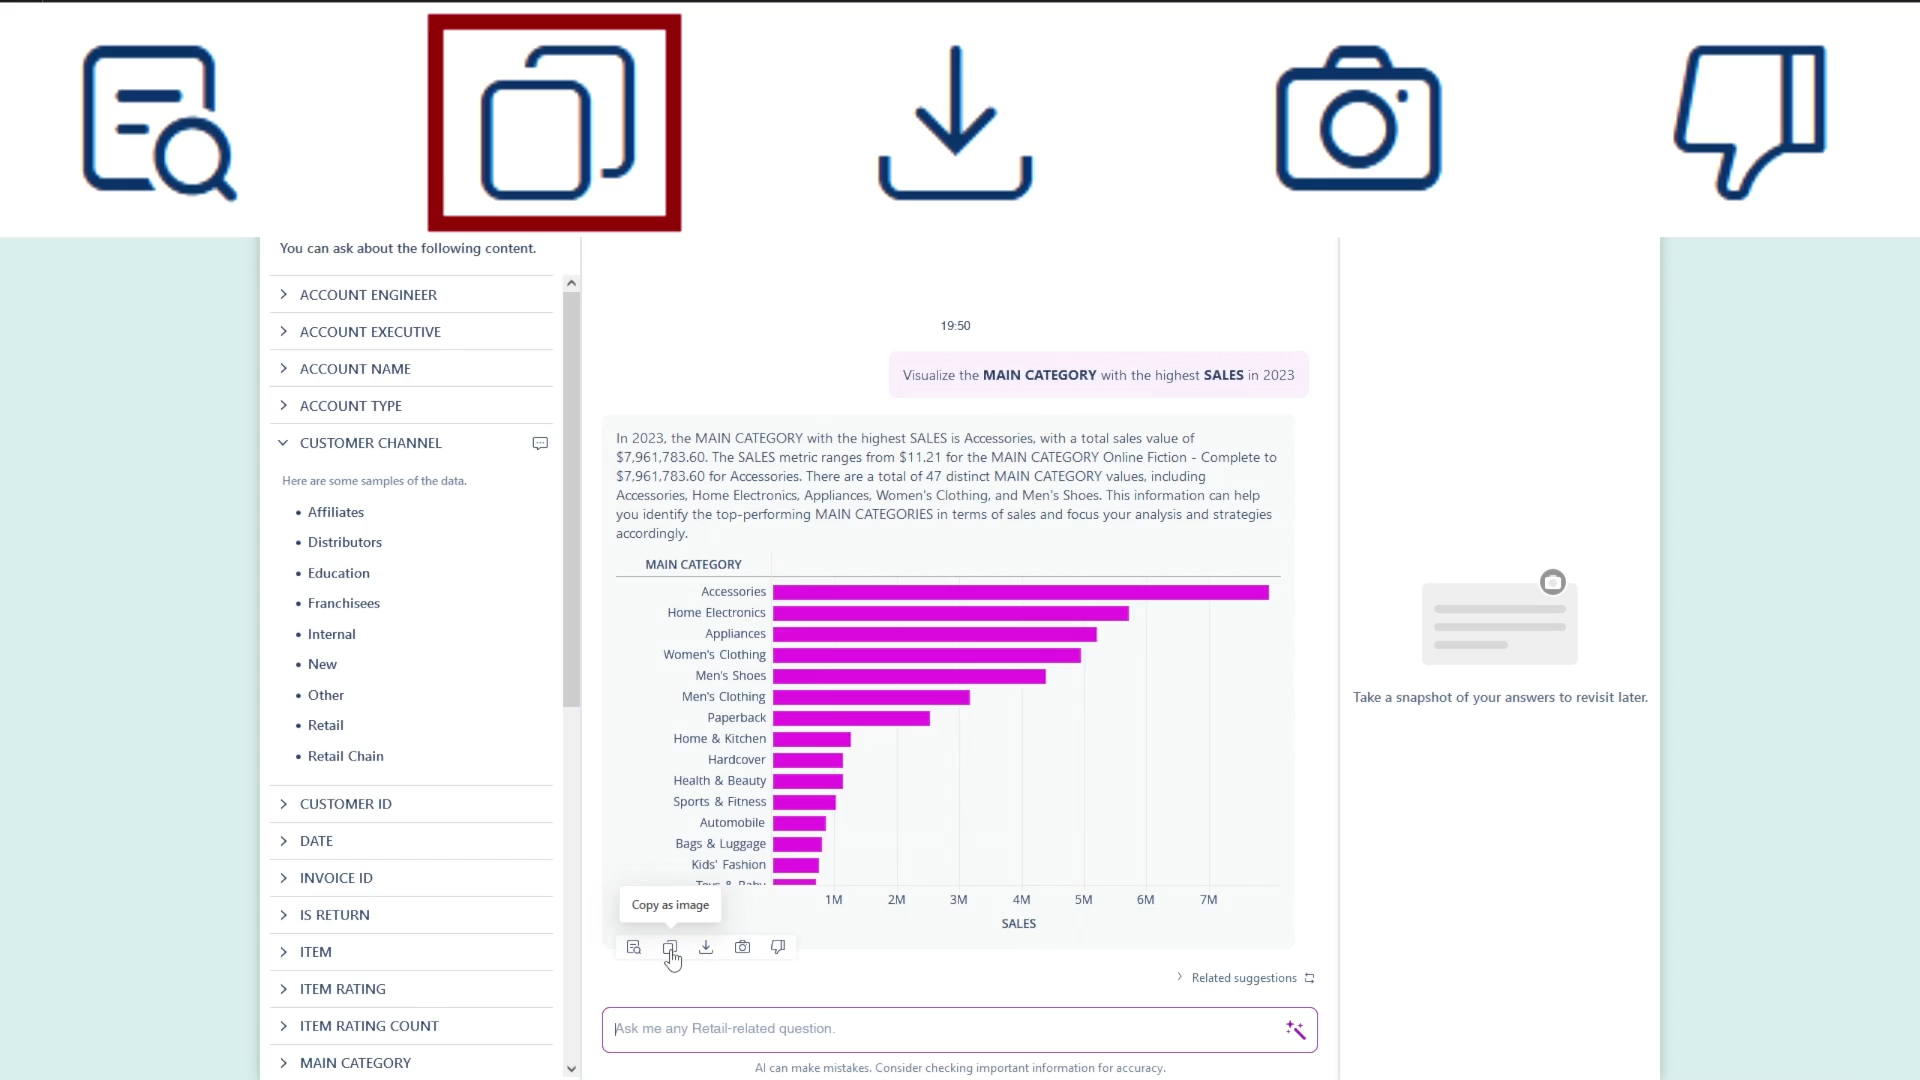 You can ask about the following content.
ACCOUNT ENGINEER
ACCOUNT EXECUTIVE
ACCOUNT NAME
ACCOUNT TYPE
CUSTOMER CHANNEL
Here are some samples of the data.
• Affiliates
• Distributors
• Education
• Franchisees
• Internal
• New
• Other
• Retail
• Retail Chain
CUSTOMER ID
DATE
INVOICE ID
IS RETURN
ITEM
ITEM RATING
ITEM RATING COUNT
MAIN CATEGORY
19:50
Visualize the MAIN CATEGORY with the highest SALES in 2023
In 2023, the MAIN CATEGORY with the highest SALES is Accessories, with a total sales value of
$7,961,783.60. The SALES metric ranges from $11.21 for the MAIN CATEGORY Online Fiction - Complete to
$7,961,783.60 for Accessories. There are a total of 47 distinct MAIN CATEGORY values, including
Accessories, Home Electronics, Appliances, Women's Clothing, and Men's Shoes. This information can help
you identify the top-performing MAIN CATEGORIES in terms of sales and focus your analysis and strategies
accordingly.
MAIN CATEGORY
Accessories
Home Electronics
Appliances
Women's Clothing
Men's Shoes
Men's Clothing
Paperback
Home & Kitchen
Hardcover
Health & Beauty
Sports & Fitness
Automobile
Bags & Luggage
Kids' Fashion
Toys & Baby
1M 2M 3M 4M 5M 6M 7M
SALES
Copy as image
Related suggestions
Ask me any Retail-related question.
AI can make mistakes. Consider checking important information for accuracy.
Take a snapshot of your answers to revisit later.